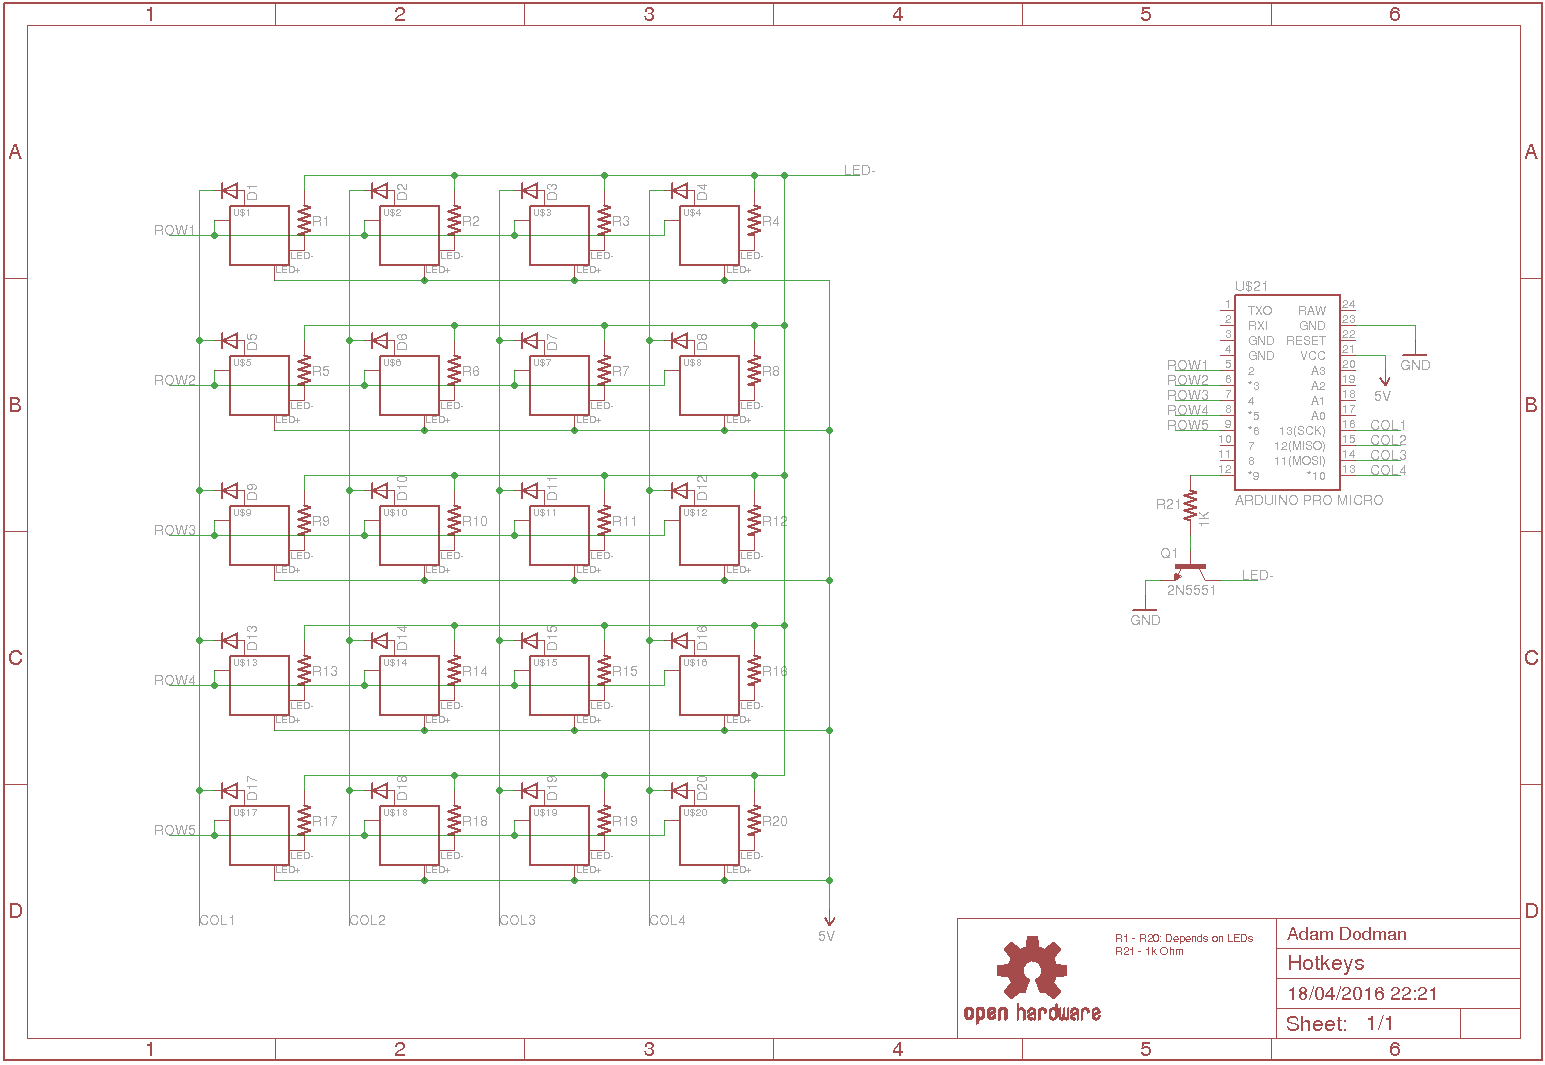 1 2 3 4 5 6
A A
LED-
D1 D2 D3 D4
U$1 U$2 U$3 U$4
R1 R2 R3 R4
ROW1
LED- LED- LED- LED-
LED+ LED+ LED+ LED+
D5 D6 D7 D8
U$5 U$6 U$7 U$8
R5 R6 R7 R8
ROW2
LED- LED- LED- LED-
LED+ LED+ LED+ LED+
B B
D9 D10 D11 D12
U$9 U$10 U$11 U$12
R9 R10 R11 R12
ROW3
LED- LED- LED- LED-
LED+ LED+ LED+ LED+
D13 D14 D15 D16
U$13 U$14 U$15 U$16
R13 R14 R15 R16
ROW4
LED- LED- LED- LED-
LED+ LED+ LED+ LED+
C C
D17 D18 D19 D20
U$17 U$18 U$19 U$20
R17 R18 R19 R20
ROW5
LED- LED- LED- LED-
LED+ LED+ LED+ LED+
COL1 COL2 COL3 COL4
5V
D D
U$21
1 TXO RAW 24
2 RXI GND 23
3 GND RESET 22
4 GND VCC 21
ROW1 5 2 A3 20
ROW2 6 *3 A2 19
ROW3 7 4 A1 18
ROW4 8 *5 A0 17
ROW5 9 *6 13(SCK) 16 COL1
10 7 12(MISO) 15 COL2
11 8 11(MOSI) 14 COL3
12 *9 *10 13 COL4
GND
5V
ARDUINO PRO MICRO
R21
1K
Q1
LED-
2N5551
GND
open hardware
R1 - R20: Depends on LEDs
R21 - 1k Ohm
Adam Dodman
Hotkeys
18/04/2016 22:21
Sheet: 1/1
1 2 3 4 5 6